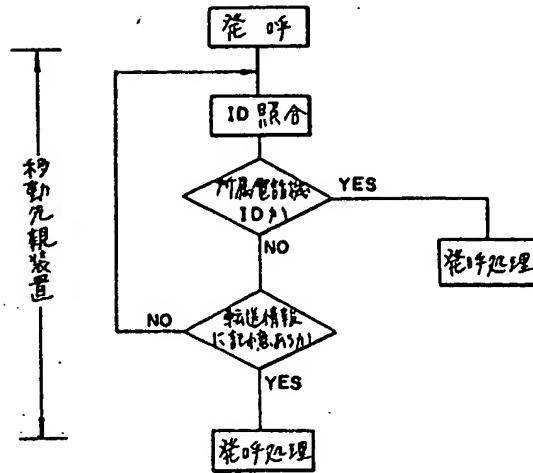 発呼
ID照合
所属電話機
IDか
YES
NO
発呼処理
転送情報
に記憶あるか
NO
YES
発呼処理
移動先親装置